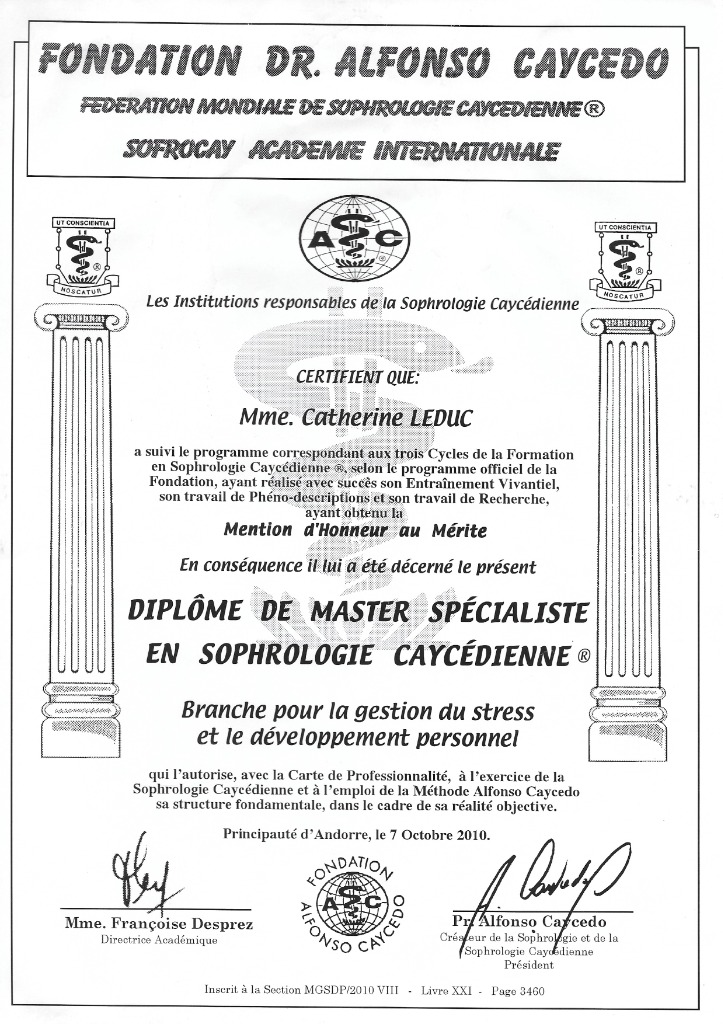 FONDATION DR. ALFONSO CAYCEDO
FEDERATION MONDIALE DE SOPHROLOGIE CAYCEDIENNE®
SOFROCAY ACADEMIE INTERNATIONALE
UT CONSCIENTIA
®
NOSCATUR
A C
®
UT CONSCIENTIA
®
NOSCATUR
Les Institutions responsables de la Sophrologie Caycédienne
CERTIFIENT QUE:
Mme. Catherine LEDUC
a suivi le programme correspondant aux trois Cycles de la Formation
en Sophrologie Caycédienne ®, selon le programme officiel de la
Fondation, ayant réalisé avec succès son Entraînement Vivantiel,
son travail de Phéno-descriptions et son travail de Recherche,
ayant obtenu la
Mention d'Honneur au Mérite
En conséquence il lui a été décerné le présent
DIPLÔME DE MASTER SPÉCIALISTE
EN SOPHROLOGIE CAYCÉDIENNE ®
Branche pour la gestion du stress
et le développement personnel
qui l'autorise, avec la Carte de Professionnalité, à l'exercice de la
Sophrologie Caycédienne et à l'emploi de la Méthode Alfonso Caycedo
sa structure fondamentale, dans le cadre de sa réalité objective.
Principauté d'Andorre, le 7 Octobre 2010.
FONDATION
A C
ALFONSO CAYCEDO
Mme. Françoise Desprez
Directrice Académique
Pr. Alfonso Caycedo
Créateur de la Sophrologie et de la
Sophrologie Caycédienne
Président
Inscrit à la Section MGSDP/2010 VIII - Livre XXI - Page 3460